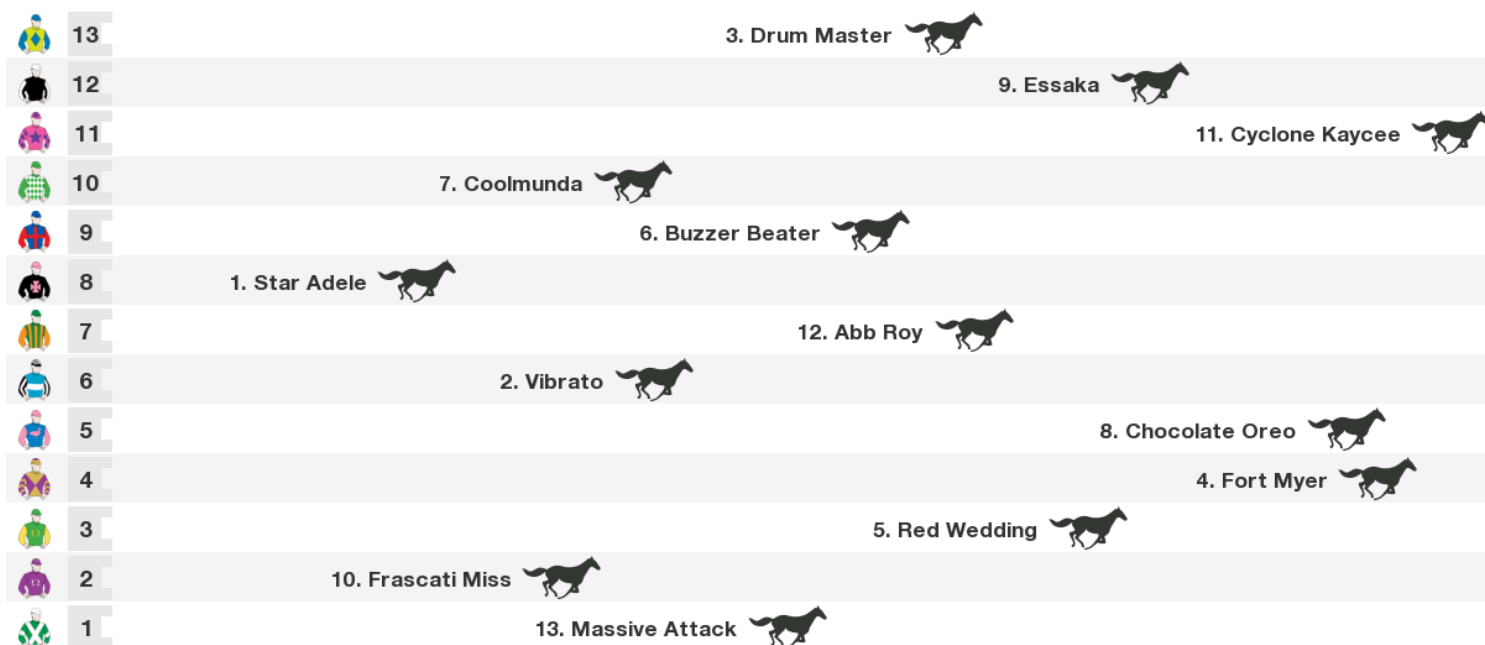 13 3. Drum Master
12 9. Essaka
11 11. Cyclone Kaycee
10 7. Coolmunda
9 6. Buzzer Beater
8 1. Star Adele
7 12. Abb Roy
6 2. Vibrato
5 8. Chocolate Oreo
4 4. Fort Myer
3 5. Red Wedding
2 10. Frascati Miss
1 13. Massive Attack